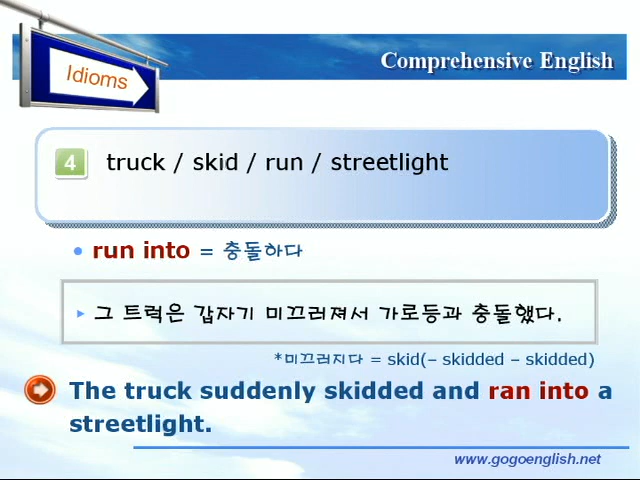 Idioms
Comprehensive English
4 truck / skid / run / streetlight
• run into = 충돌하다
▸ 그 트럭은 갑자기 미끄러져서 가로등과 충돌했다.
*미끄러지다 = skid(– skidded – skidded)
The truck suddenly skidded and ran into a
streetlight.
www.gogoenglish.net